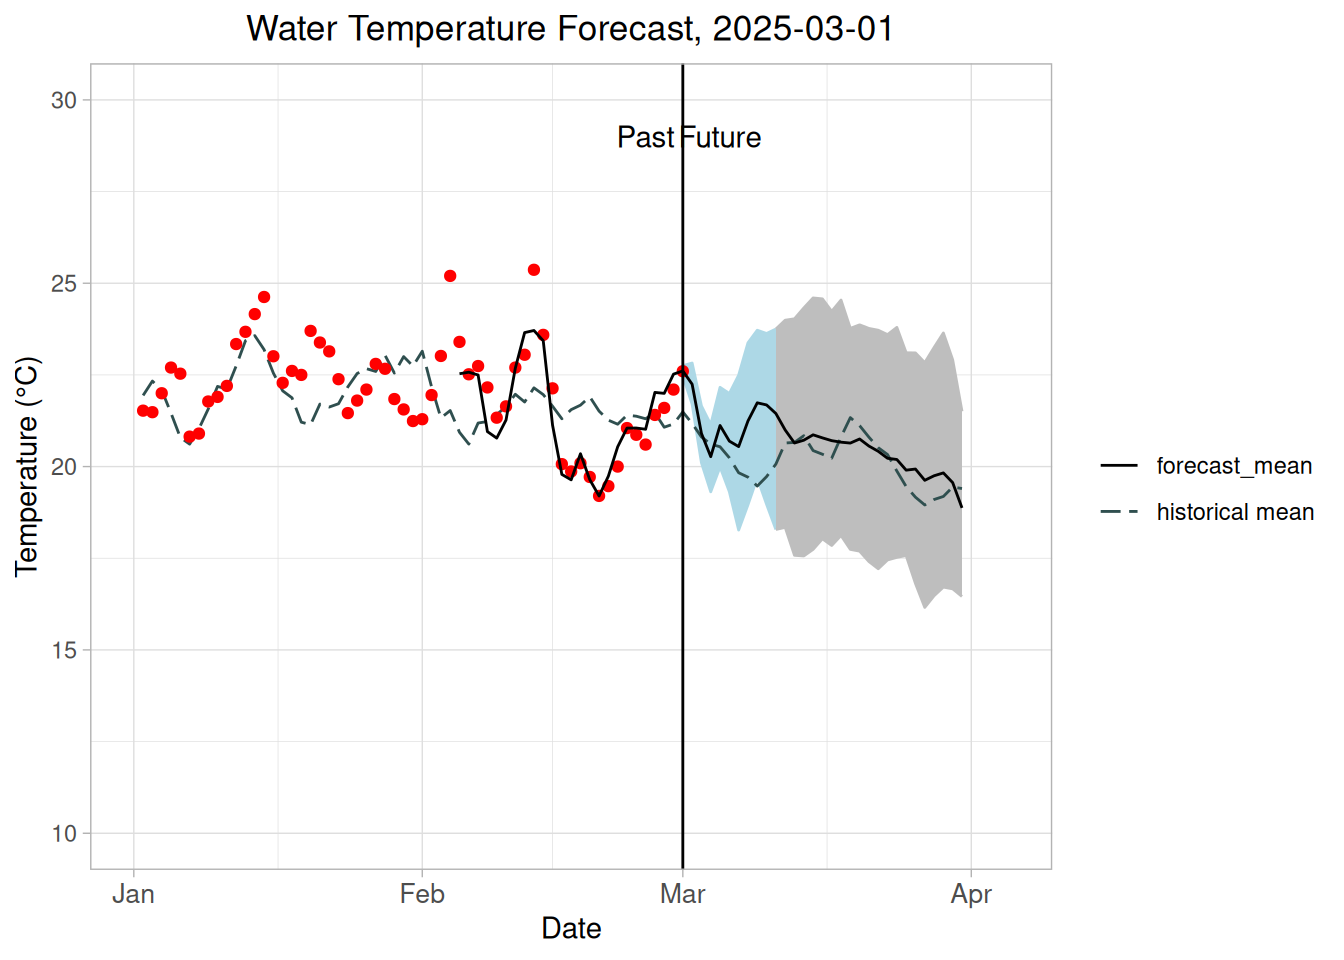 Water Temperature Forecast, 2025-03-01
30
Past Future
25
20
15
10
Temperature (°C)
Jan Feb Mar Apr
Date
forecast_mean
historical mean